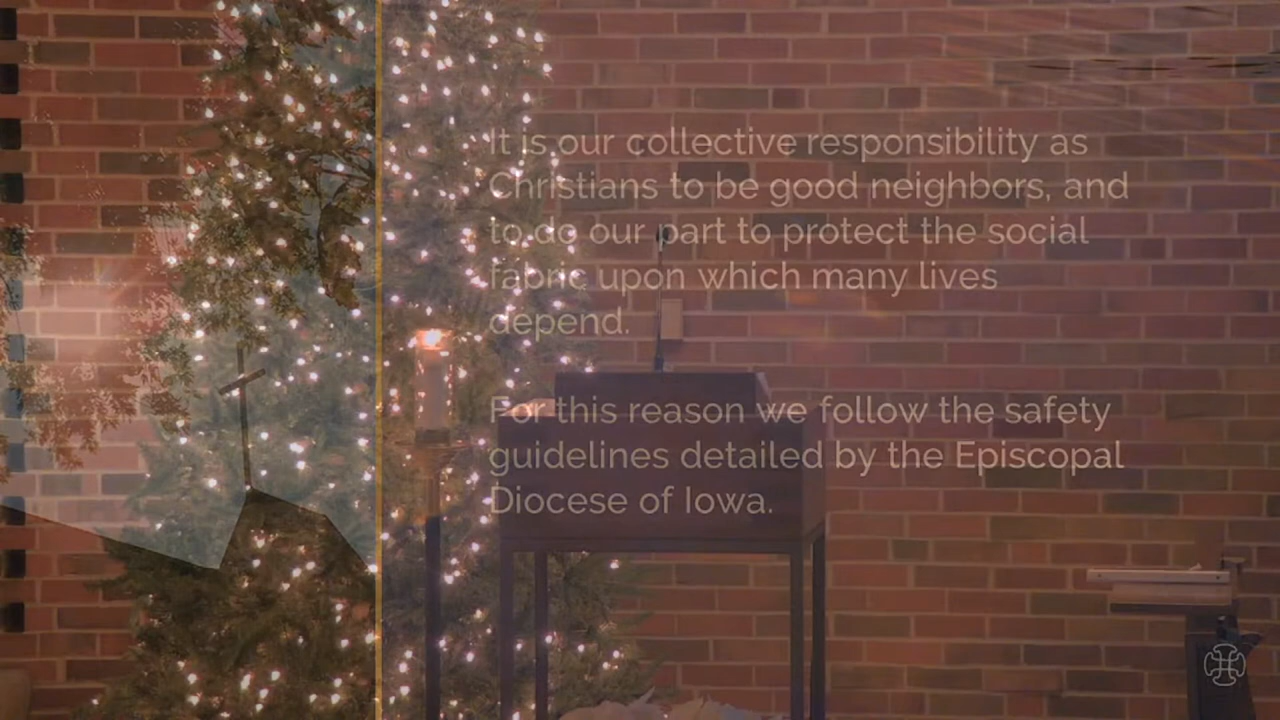 It is our collective responsibility as
Christians to be good neighbors, and
to do our part to protect the social
fabric upon which many lives
depend.
For this reason we follow the safety
guidelines detailed by the Episcopal
Diocese of Iowa.